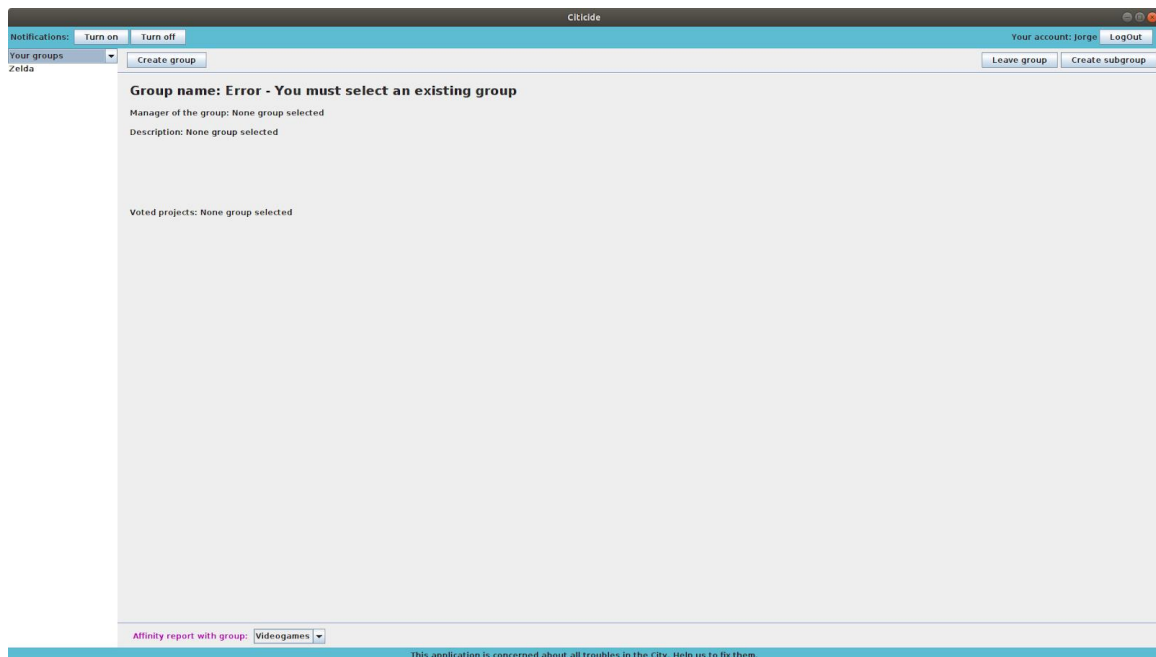 Citicide
Notifications: Turn on Turn off Your account: Jorge LogOut
Your groups Create group Leave group Create subgroup
Zelda
Group name: Error - You must select an existing group
Manager of the group: None group selected
Description: None group selected
Voted projects: None group selected
Affinity report with group: Videogames
This application is concerned about all troubles in the City. Help us to fix them.